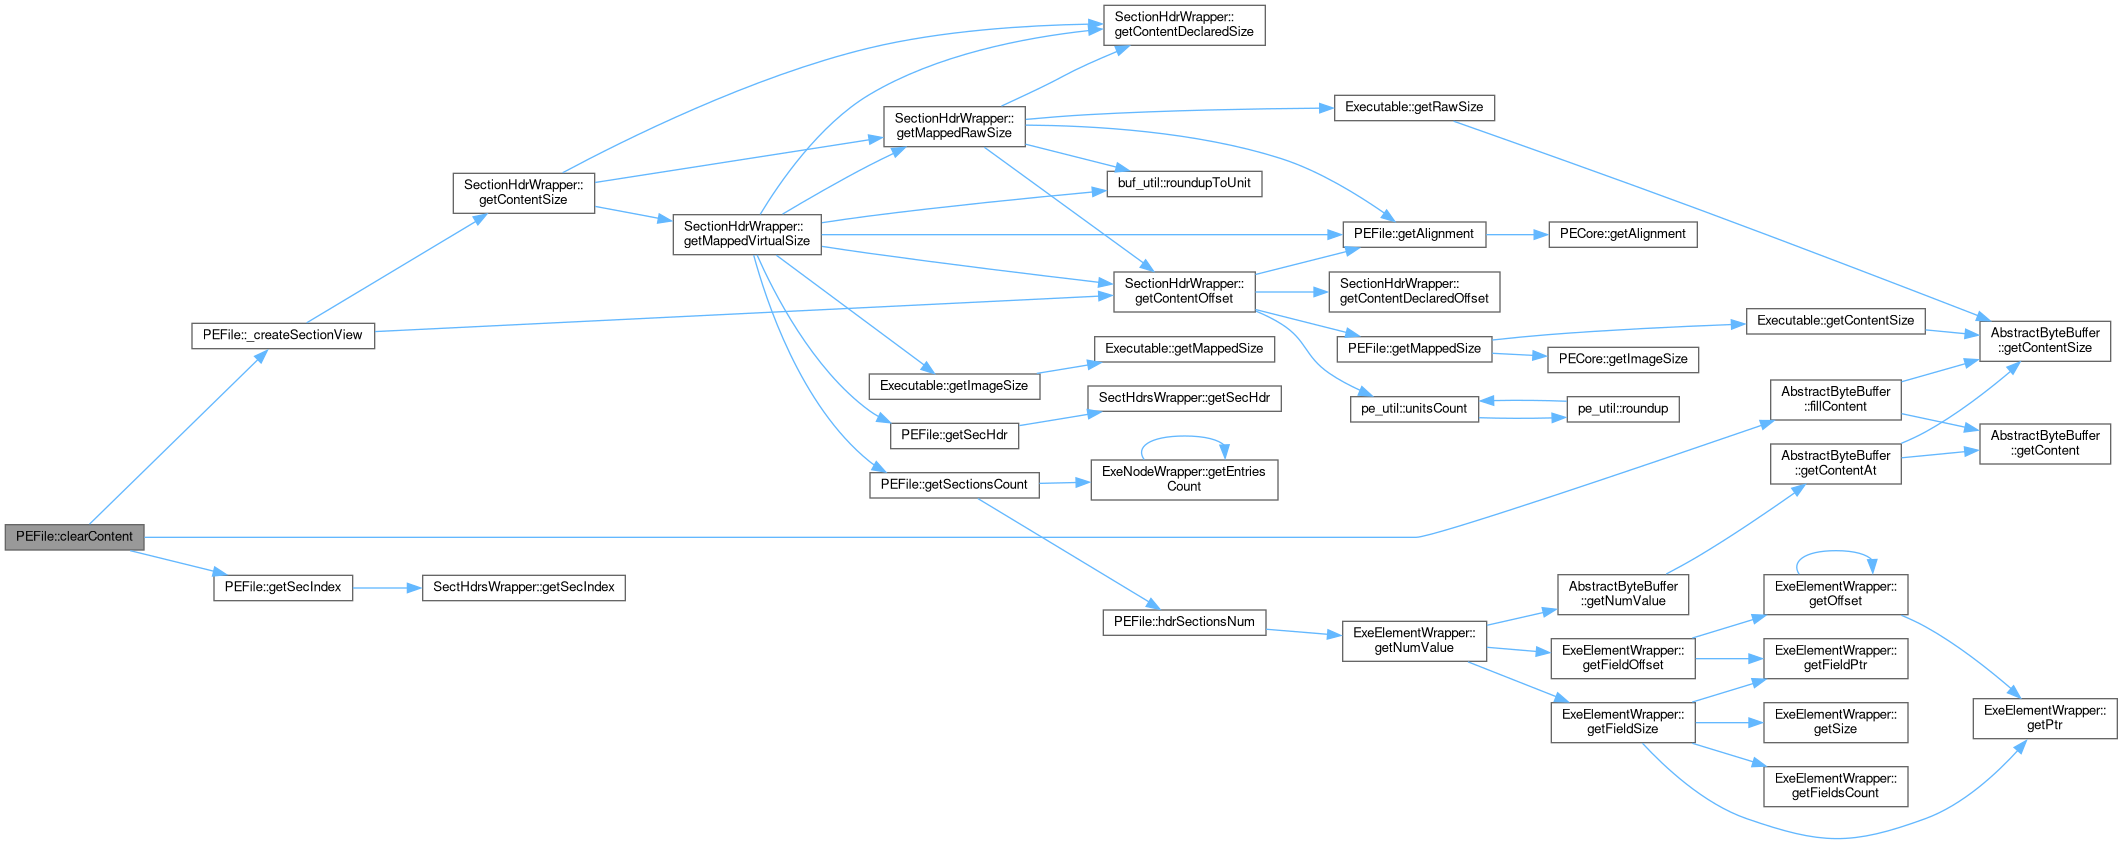 SectionHdrWrapper::
getContentDeclaredSize
Executable::getRawSize
SectionHdrWrapper::
getMappedRawSize
buf_util::roundupToUnit
SectionHdrWrapper::
getContentSize
SectionHdrWrapper::
getMappedVirtualSize
PEFile::getAlignment
PECore::getAlignment
SectionHdrWrapper::
getContentOffset
SectionHdrWrapper::
getContentDeclaredOffset
PEFile::_createSectionView
Executable::getMappedSize
PEFile::getMappedSize
Executable::getContentSize
AbstractByteBuffer
::getContentSize
PECore::getImageSize
Executable::getImageSize
SectHdrsWrapper::getSecHdr
pe_util::unitsCount
pe_util::roundup
AbstractByteBuffer
::fillContent
PEFile::getSecHdr
AbstractByteBuffer
::getContent
AbstractByteBuffer
::getContentAt
PEFile::getSectionsCount
ExeNodeWrapper::getEntries
Count
PEFile::clearContent
PEFile::getSecIndex
SectHdrsWrapper::getSecIndex
AbstractByteBuffer
::getNumValue
ExeElementWrapper::
getOffset
PEFile::hdrSectionsNum
ExeElementWrapper::
getNumValue
ExeElementWrapper::
getFieldOffset
ExeElementWrapper::
getFieldPtr
ExeElementWrapper::
getFieldSize
ExeElementWrapper::
getSize
ExeElementWrapper::
getPtr
ExeElementWrapper::
getFieldsCount